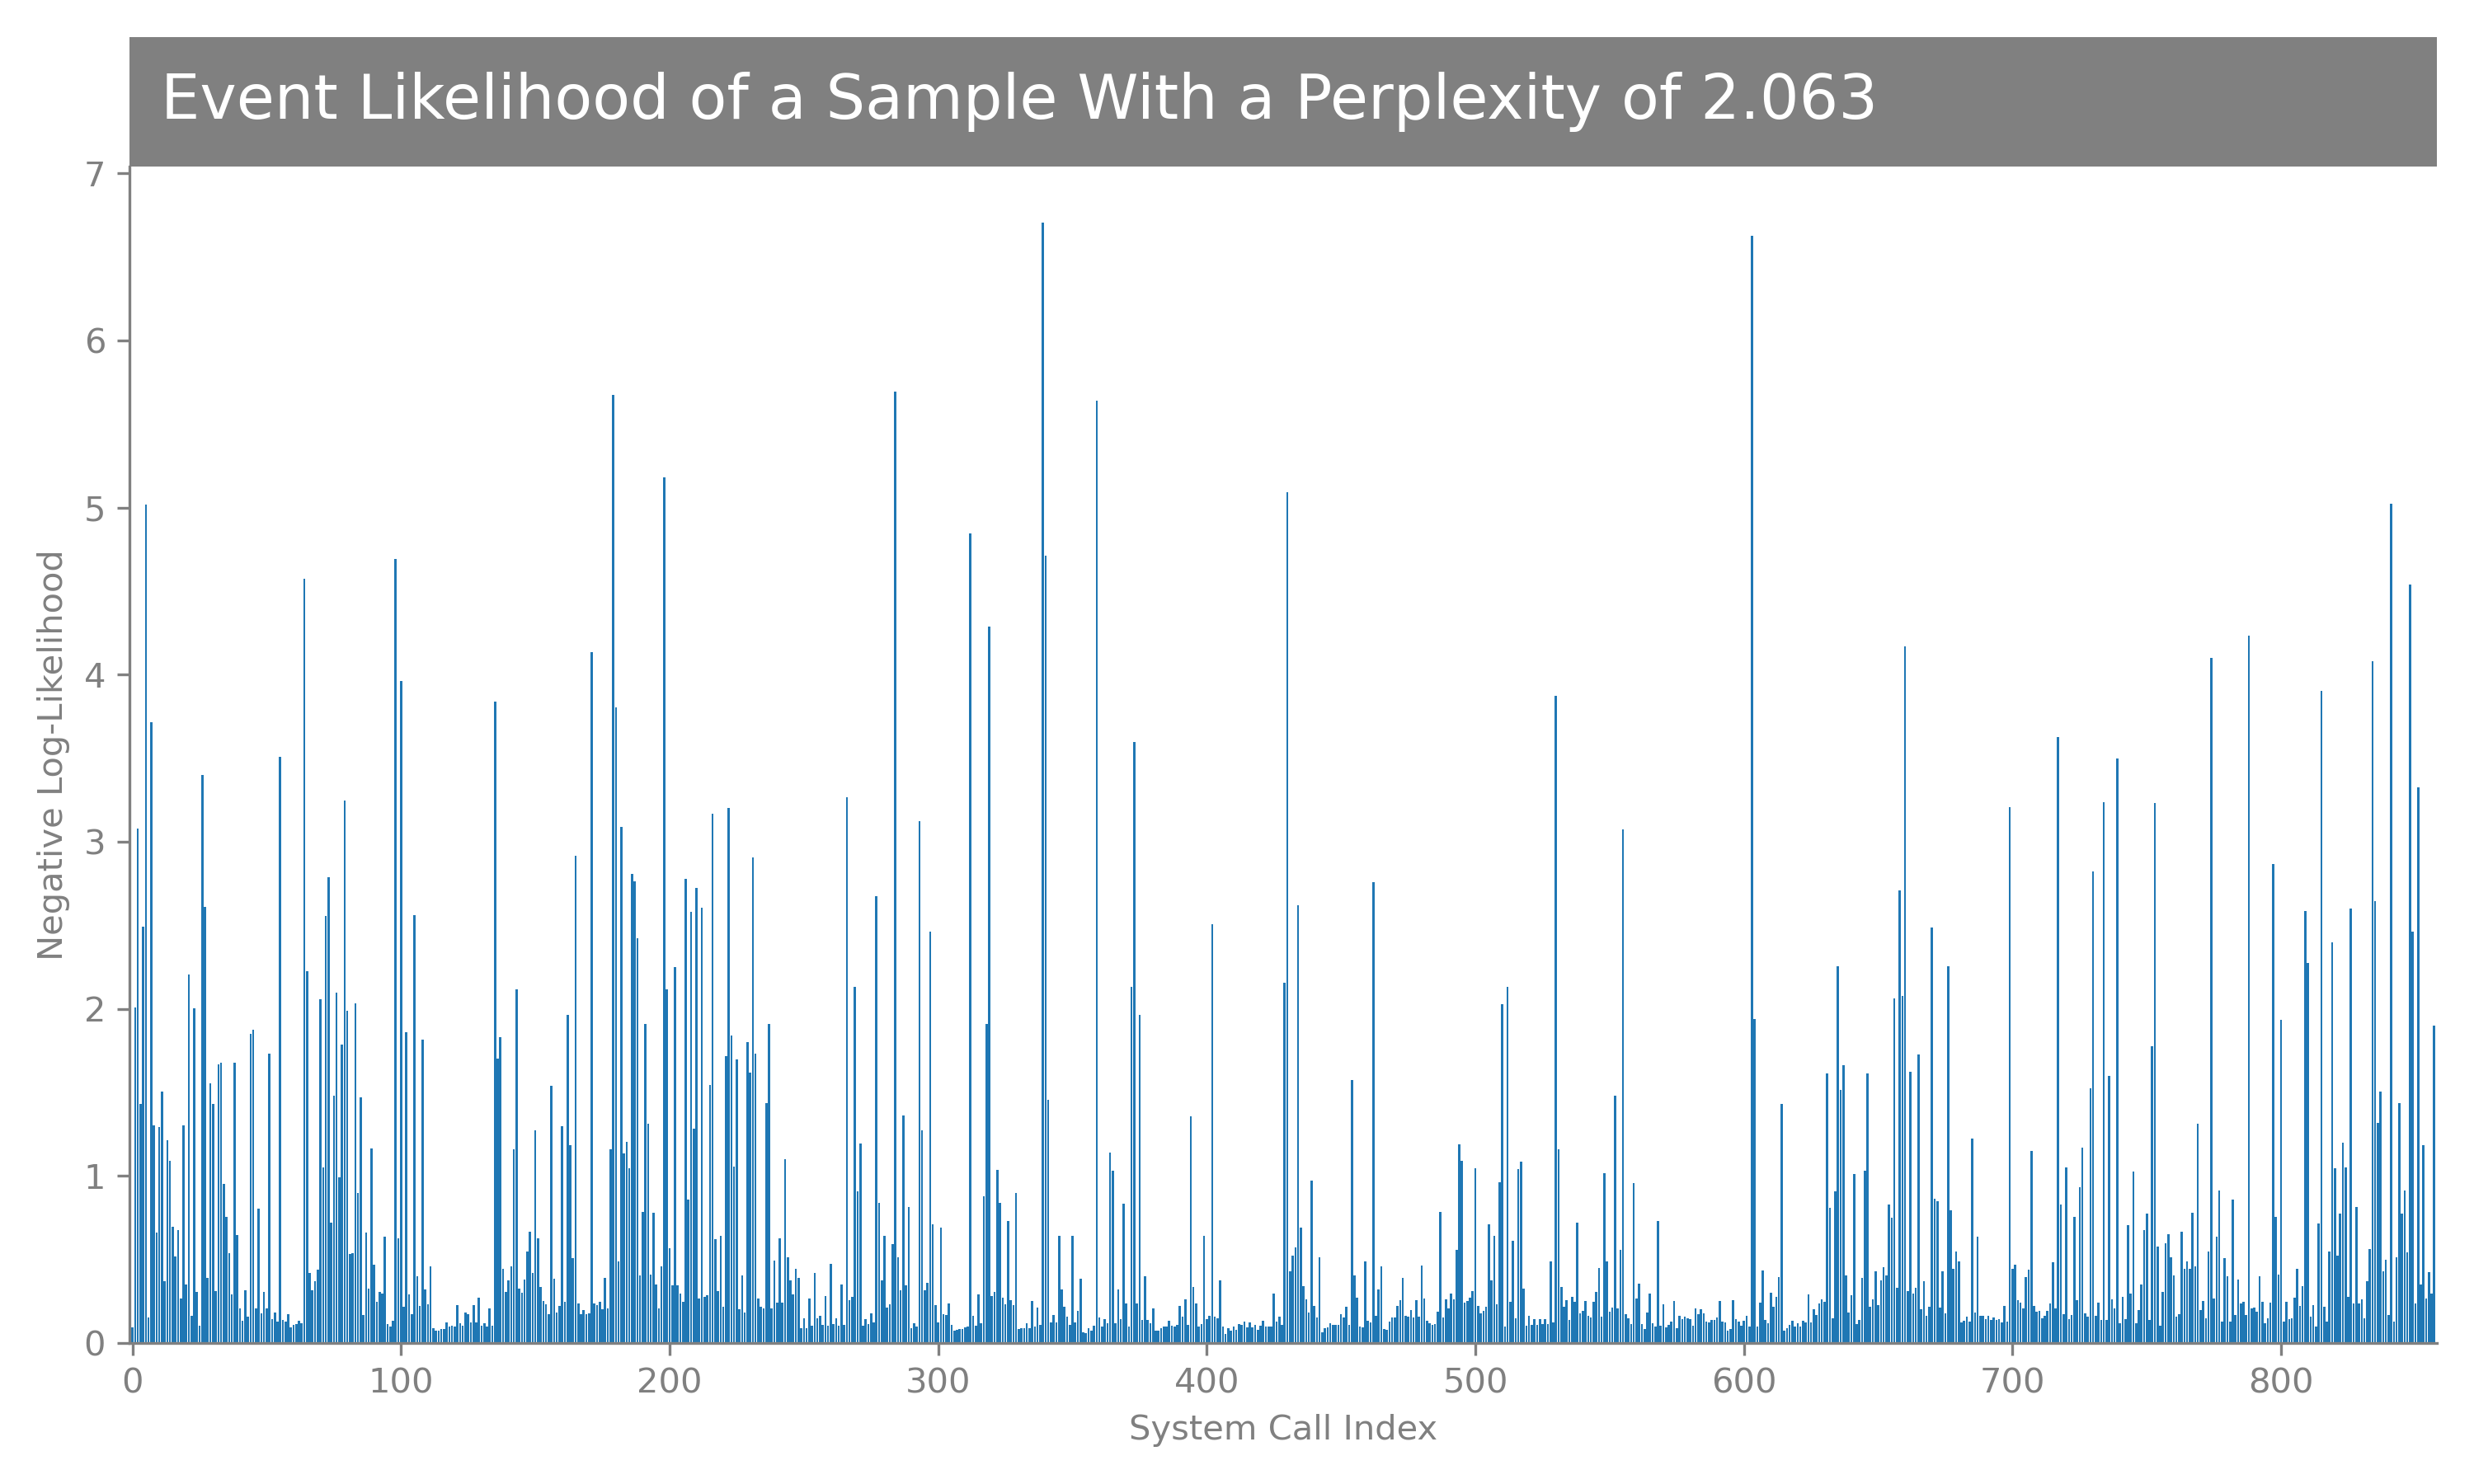 Event Likelihood of a Sample With a Perplexity of 2.063
7
6
5
4
3
2
1
0
Negative Log-Likelihood
0 100 200 300 400 500 600 700 800
System Call Index